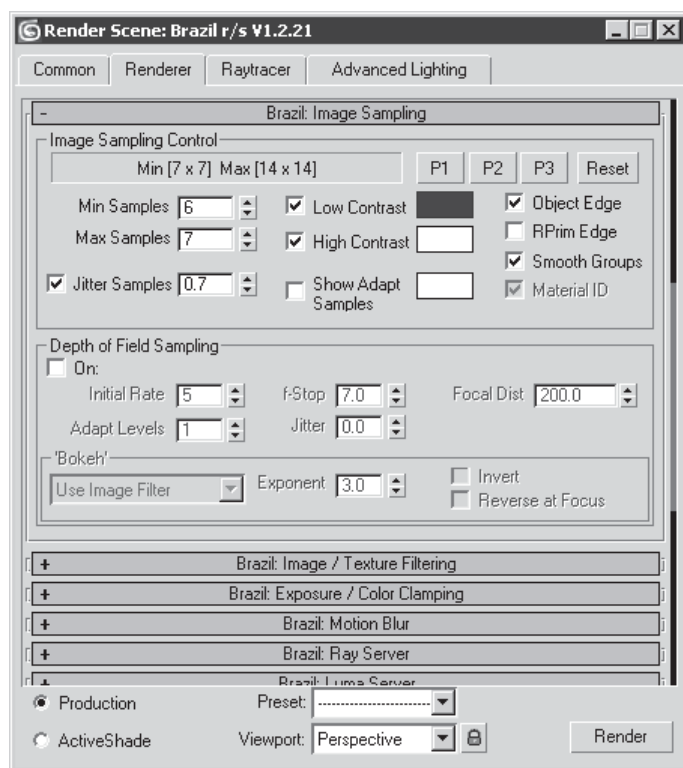 Render Scene: Brazil r/s V1.2.21
Common Renderer Raytracer Advanced Lighting
- Brazil: Image Sampling
Image Sampling Control
Min [7 x 7] Max [14 x 14] P1 P2 P3 Reset
Min Samples 6 Low Contrast Object Edge
Max Samples 7 High Contrast RPrim Edge
Smooth Groups
Jitter Samples 0.7 Show Adapt Samples Material ID
Depth of Field Sampling
On:
Initial Rate 5 f-Stop 7.0 Focal Dist 200.0
Adapt Levels 1 Jitter 0.0
'Bokeh'
Use Image Filter Exponent 3.0 Invert
Reverse at Focus
+ Brazil: Image / Texture Filtering
+ Brazil: Exposure / Color Clamping
+ Brazil: Motion Blur
+ Brazil: Ray Server
+ Brazil: Luma Server
Production Preset: -----------------------
ActiveShade Viewport: Perspective Render